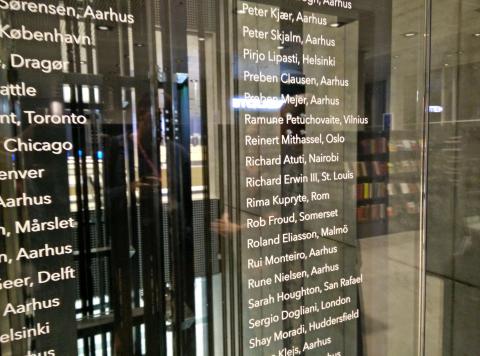 Sørensen, Aarhus
København
Dragør
Toronto
Chicago
Aarhus
Mårslet
Aarhus
Delft
Aarhus
Aarhus
Peter Kjær, Aarhus
Peter Skjalm, Aarhus
Pirjo Lipasti, Helsinki
Preben Clausen, Aarhus
Preben Mejer, Aarhus
Ramune Petuchovaite, Vilnius
Reinert Mithassel, Oslo
Richard Atuti, Nairobi
Richard Erwin III, St. Louis
Rima Kupryte, Rom
Rob Froud, Somerset
Roland Eliasson, Malmö
Rui Monteiro, Aarhus
Rune Nielsen, Aarhus
Sarah Houghton, San Rafael
Sergio Dogliani, London
Shay Moradi, Huddersfield
Klejs, Aarhus